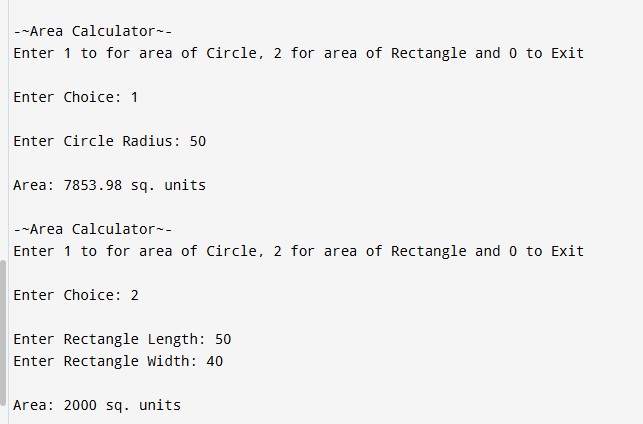 -~Area Calculator~-
Enter 1 to for area of Circle, 2 for area of Rectangle and 0 to Exit
Enter Choice: 1
Enter Circle Radius: 50
Area: 7853.98 sq. units
-~Area Calculator~-
Enter 1 to for area of Circle, 2 for area of Rectangle and 0 to Exit
Enter Choice: 2
Enter Rectangle Length: 50
Enter Rectangle Width: 40
Area: 2000 sq. units